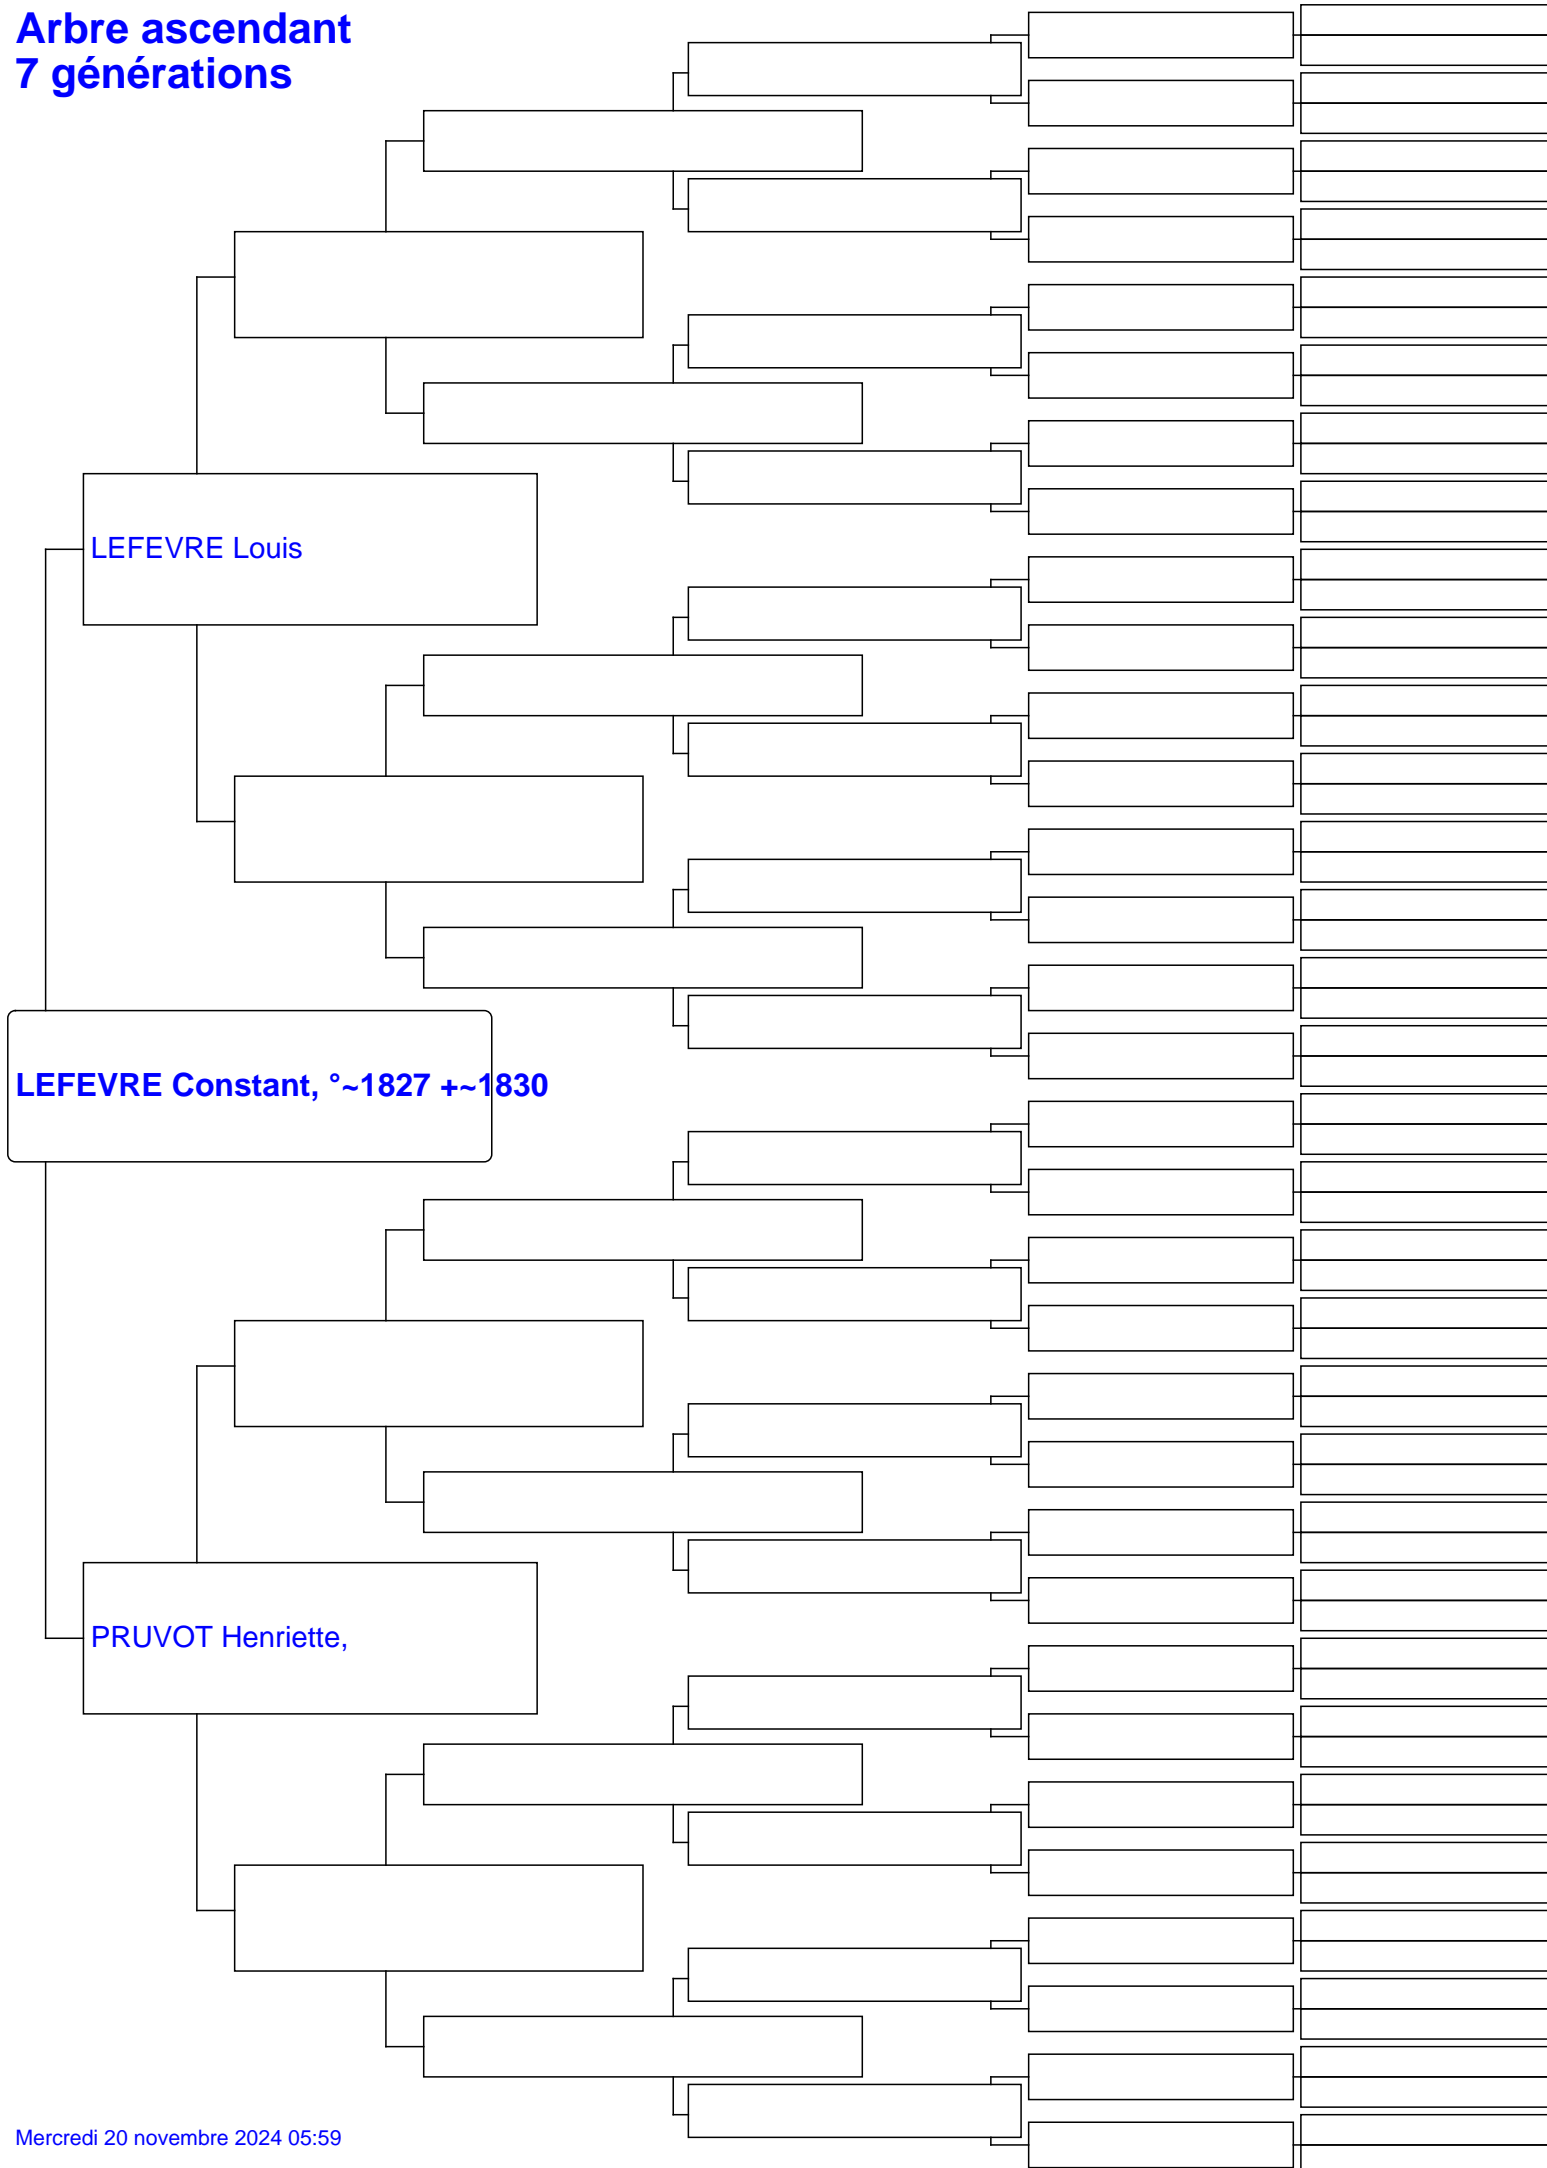 Arbre ascendant
7 générations
LEFEVRE Louis
LEFEVRE Constant, °~1827 +~1830
PRUVOT Henriette,
Mercredi 20 novembre 2024 05:59